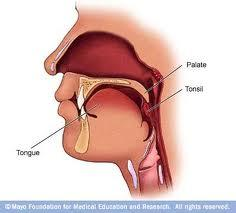 Palate
Tonsil
Tongue
© Mayo Foundation for Medical Education and Research. All rights reserved.